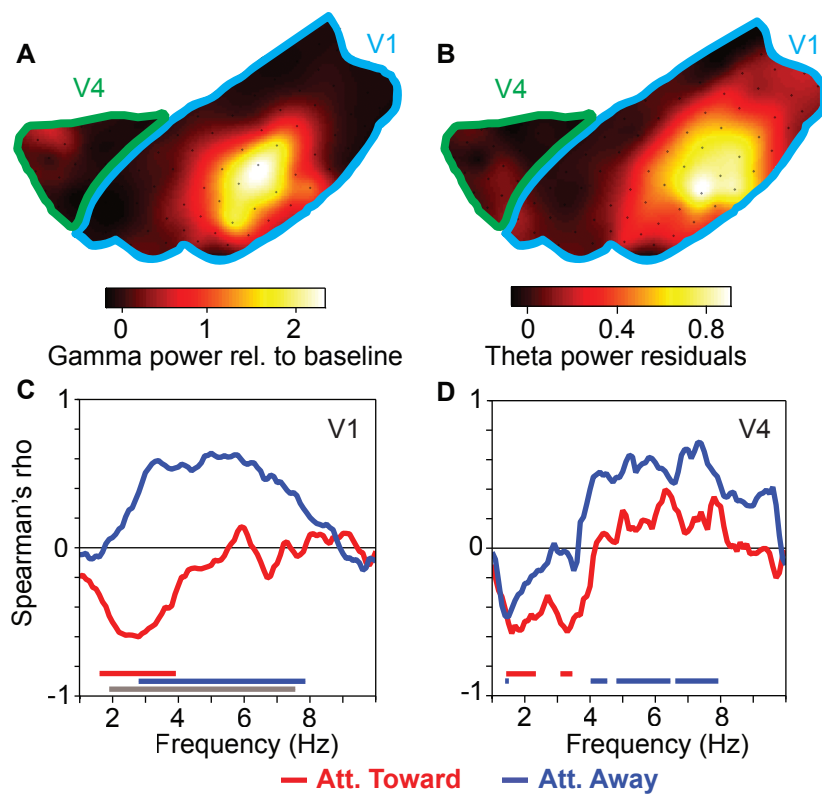 A
V4
V1
B
V4
V1
0 1 2
Gamma power rel. to baseline
0 0.4 0.8
Theta power residuals
C
V1
1
0
-1
Spearman's rho
2 4 6 8
Frequency (Hz)
D
V4
1
0
-1
2 4 6 8
Frequency (Hz)
Att. Toward Att. Away